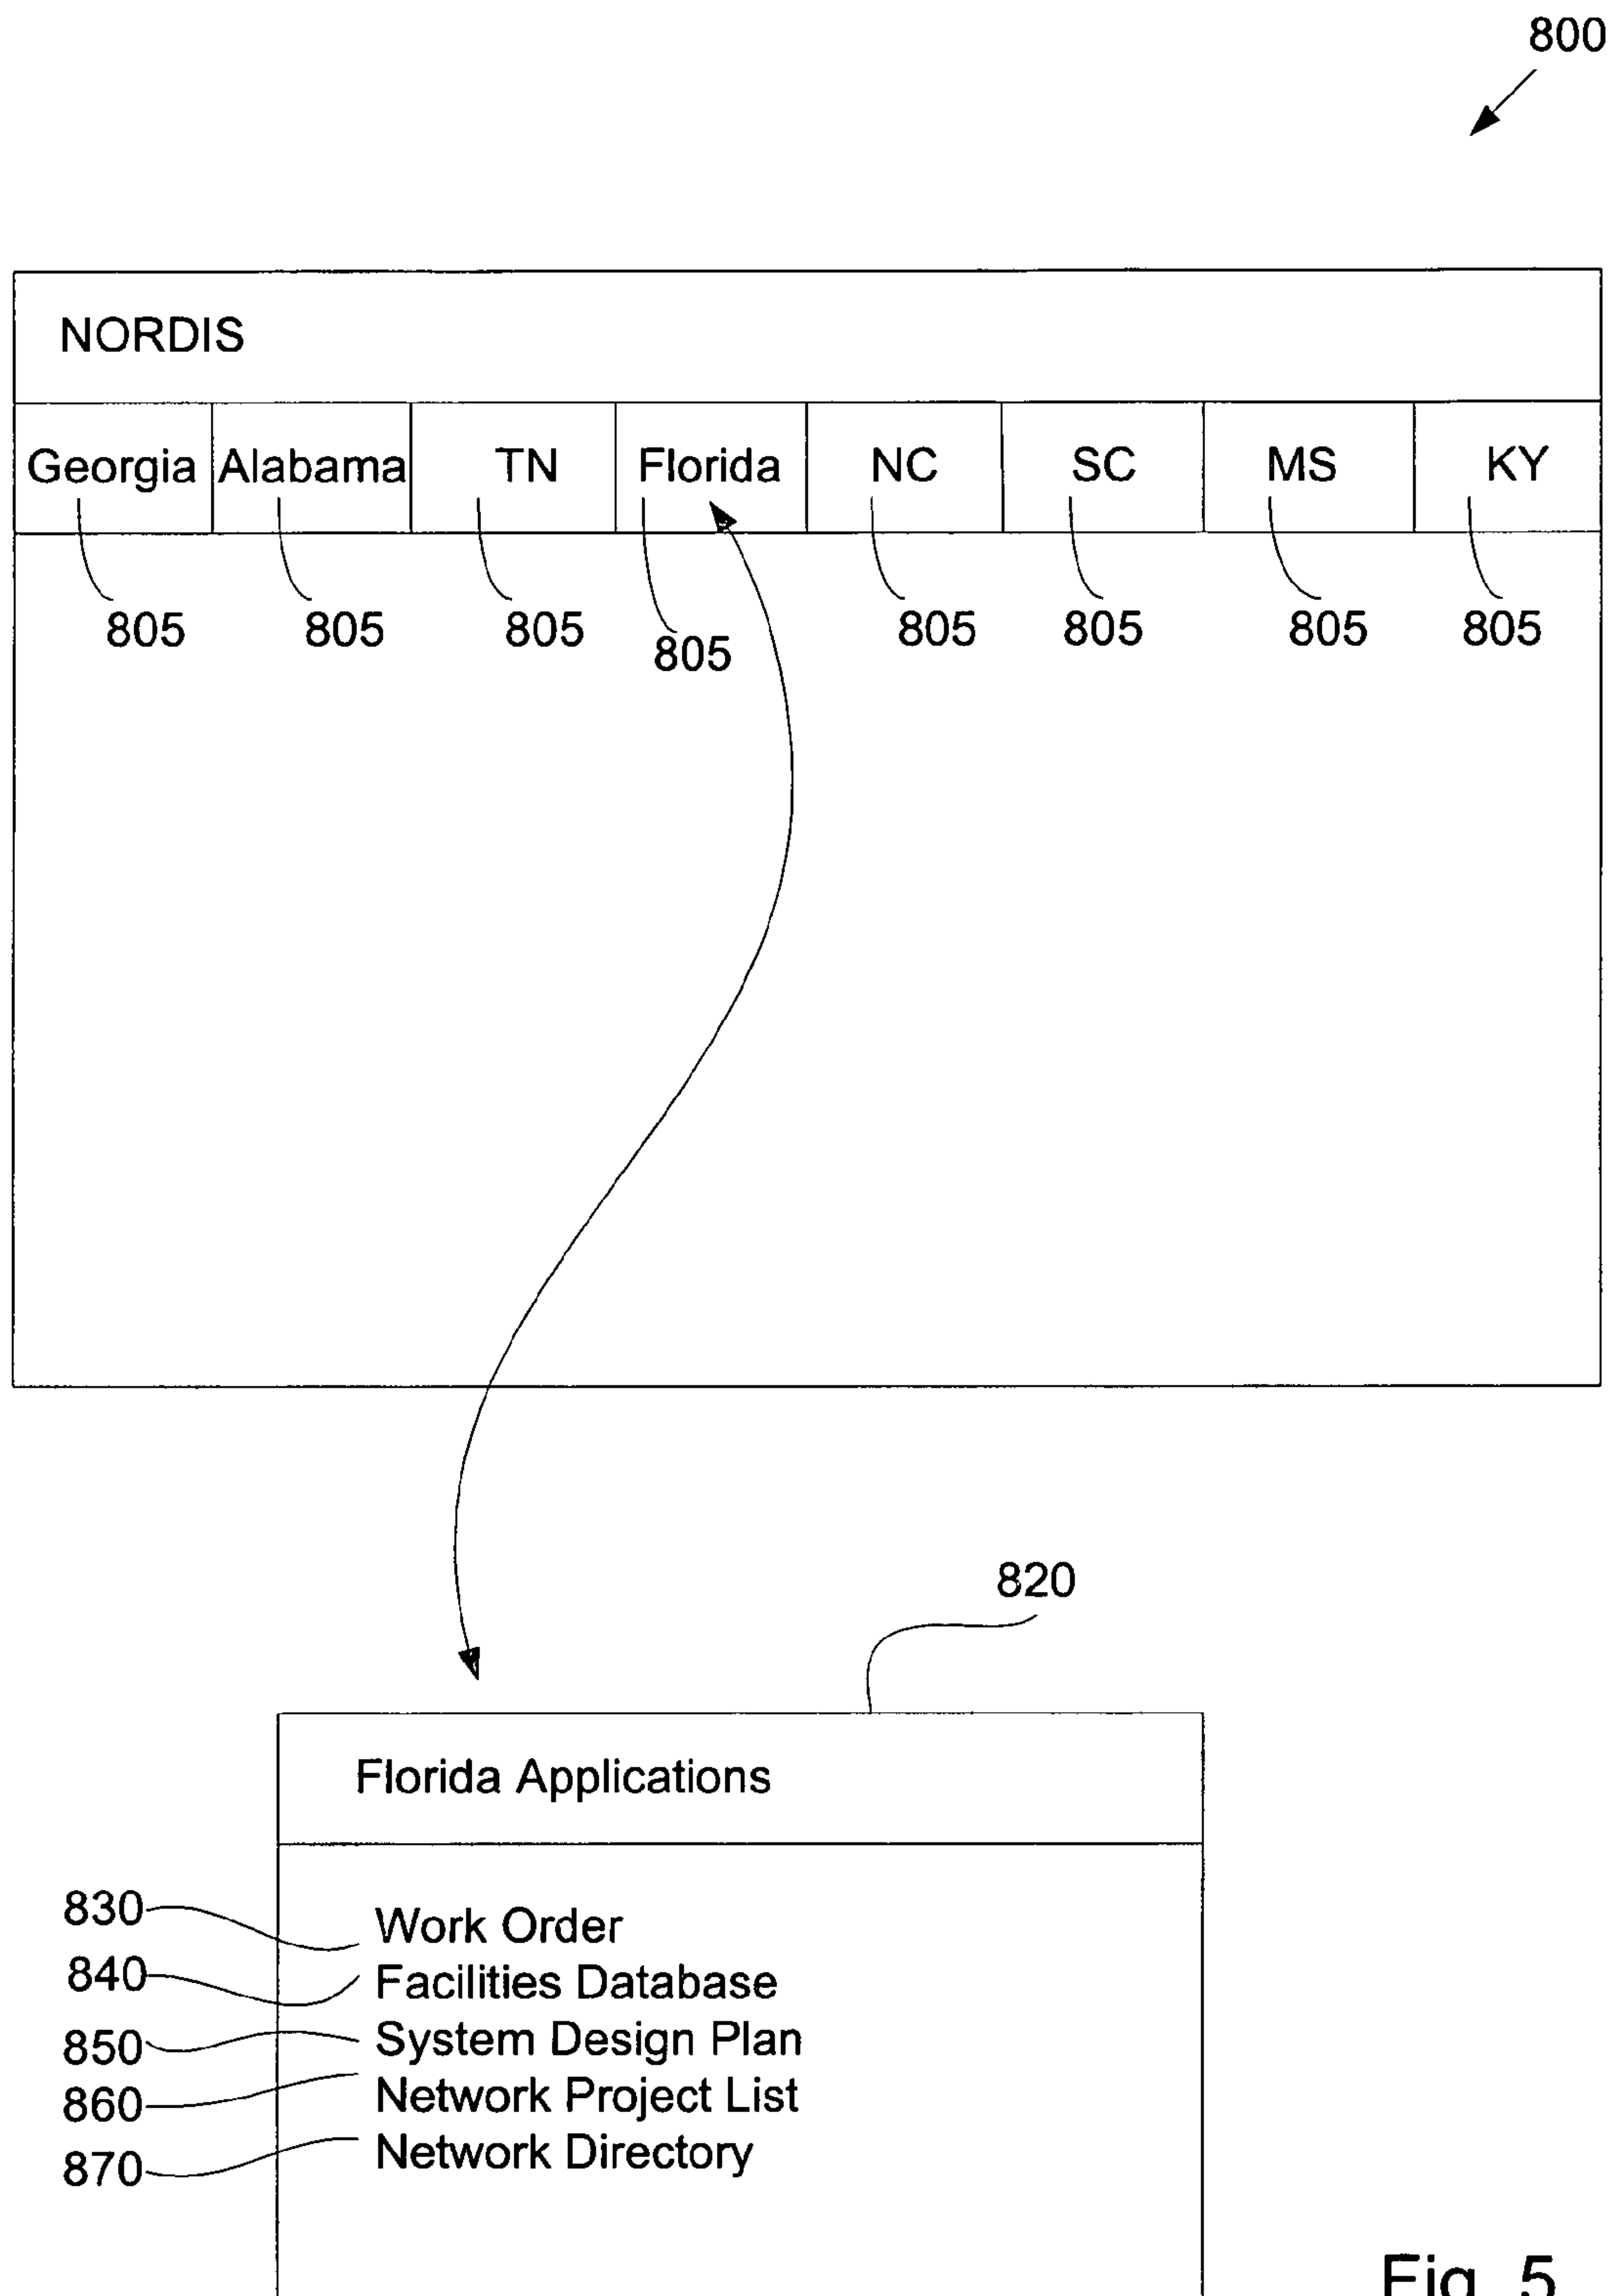 800
NORDIS
Georgia Alabama TN Florida NC SC MS KY
805 805 805 805 805 805 805 805
820
Florida Applications
830 Work Order
840 Facilities Database
850 System Design Plan
860 Network Project List
870 Network Directory
Fig. 5